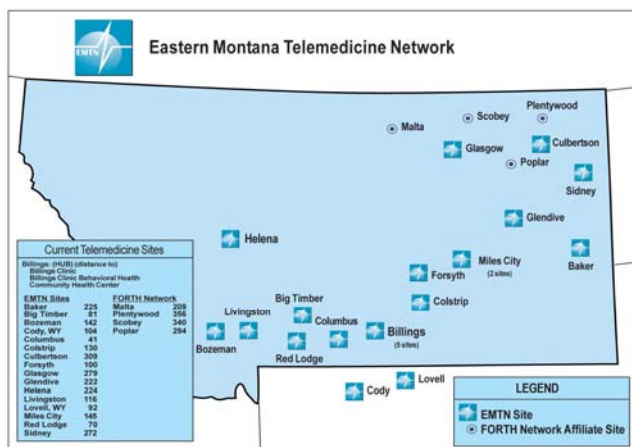 EMTN
Eastern Montana Telemedicine Network
Plentywood
Scobey
Malta
Glasgow
Culbertson
Poplar
Sidney
Glendive
Helena
Miles City
(2 sites)
Baker
Forsyth
Colstrip
Big Timber
Livingston
Columbus
Billings
(5 sites)
Bozeman
Red Lodge
Lovell
Cody
Current Telemedicine Sites
Billings: (HUB) (distance to)
Billings Clinic
Billings Clinic Behavioral Health
Community Health Center
EMTN Sites FORTH Network
Baker 225 Malta 209
Big Timber 81 Plentywood 356
Bozeman 142 Scobey 340
Cody, WY 104 Poplar 294
Columbus 41
Colstrip 130
Culbertson 309
Forsyth 100
Glasgow 279
Glendive 222
Helena 224
Livingston 116
Lovell, WY 92
Miles City 145
Red Lodge 70
Sidney 272
LEGEND
EMTN Site
FORTH Network Affiliate Site